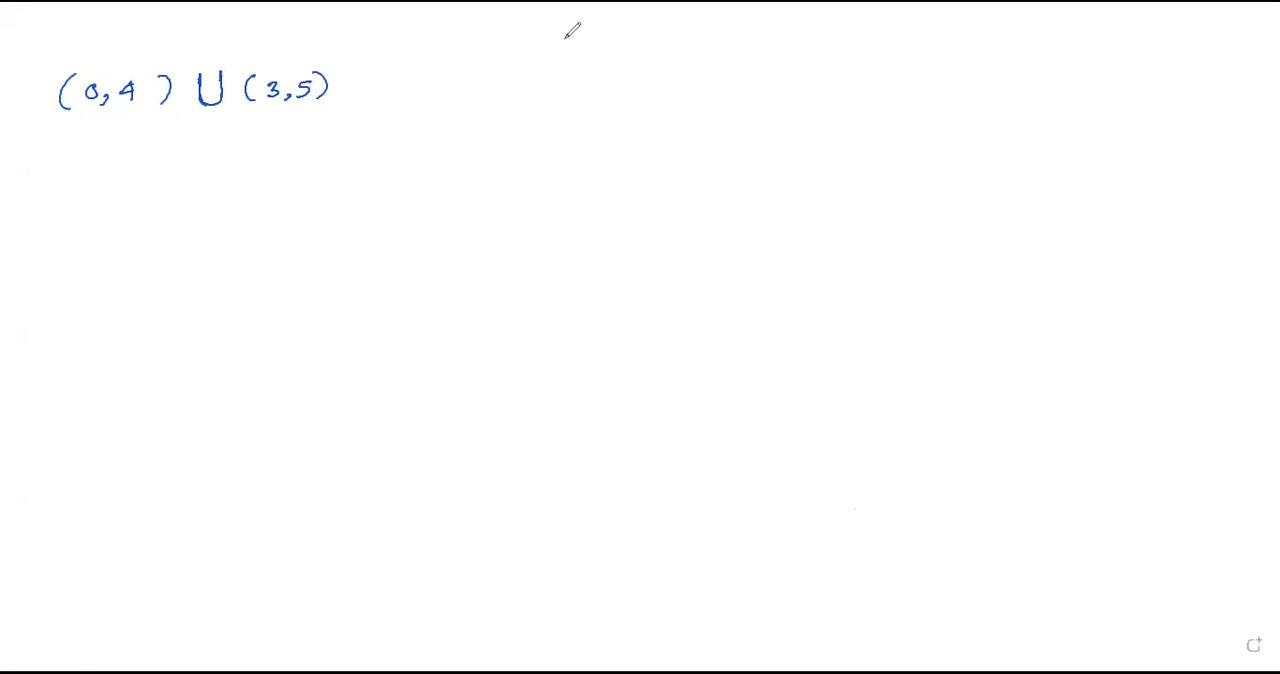 (0,4) ∪ (3,5)